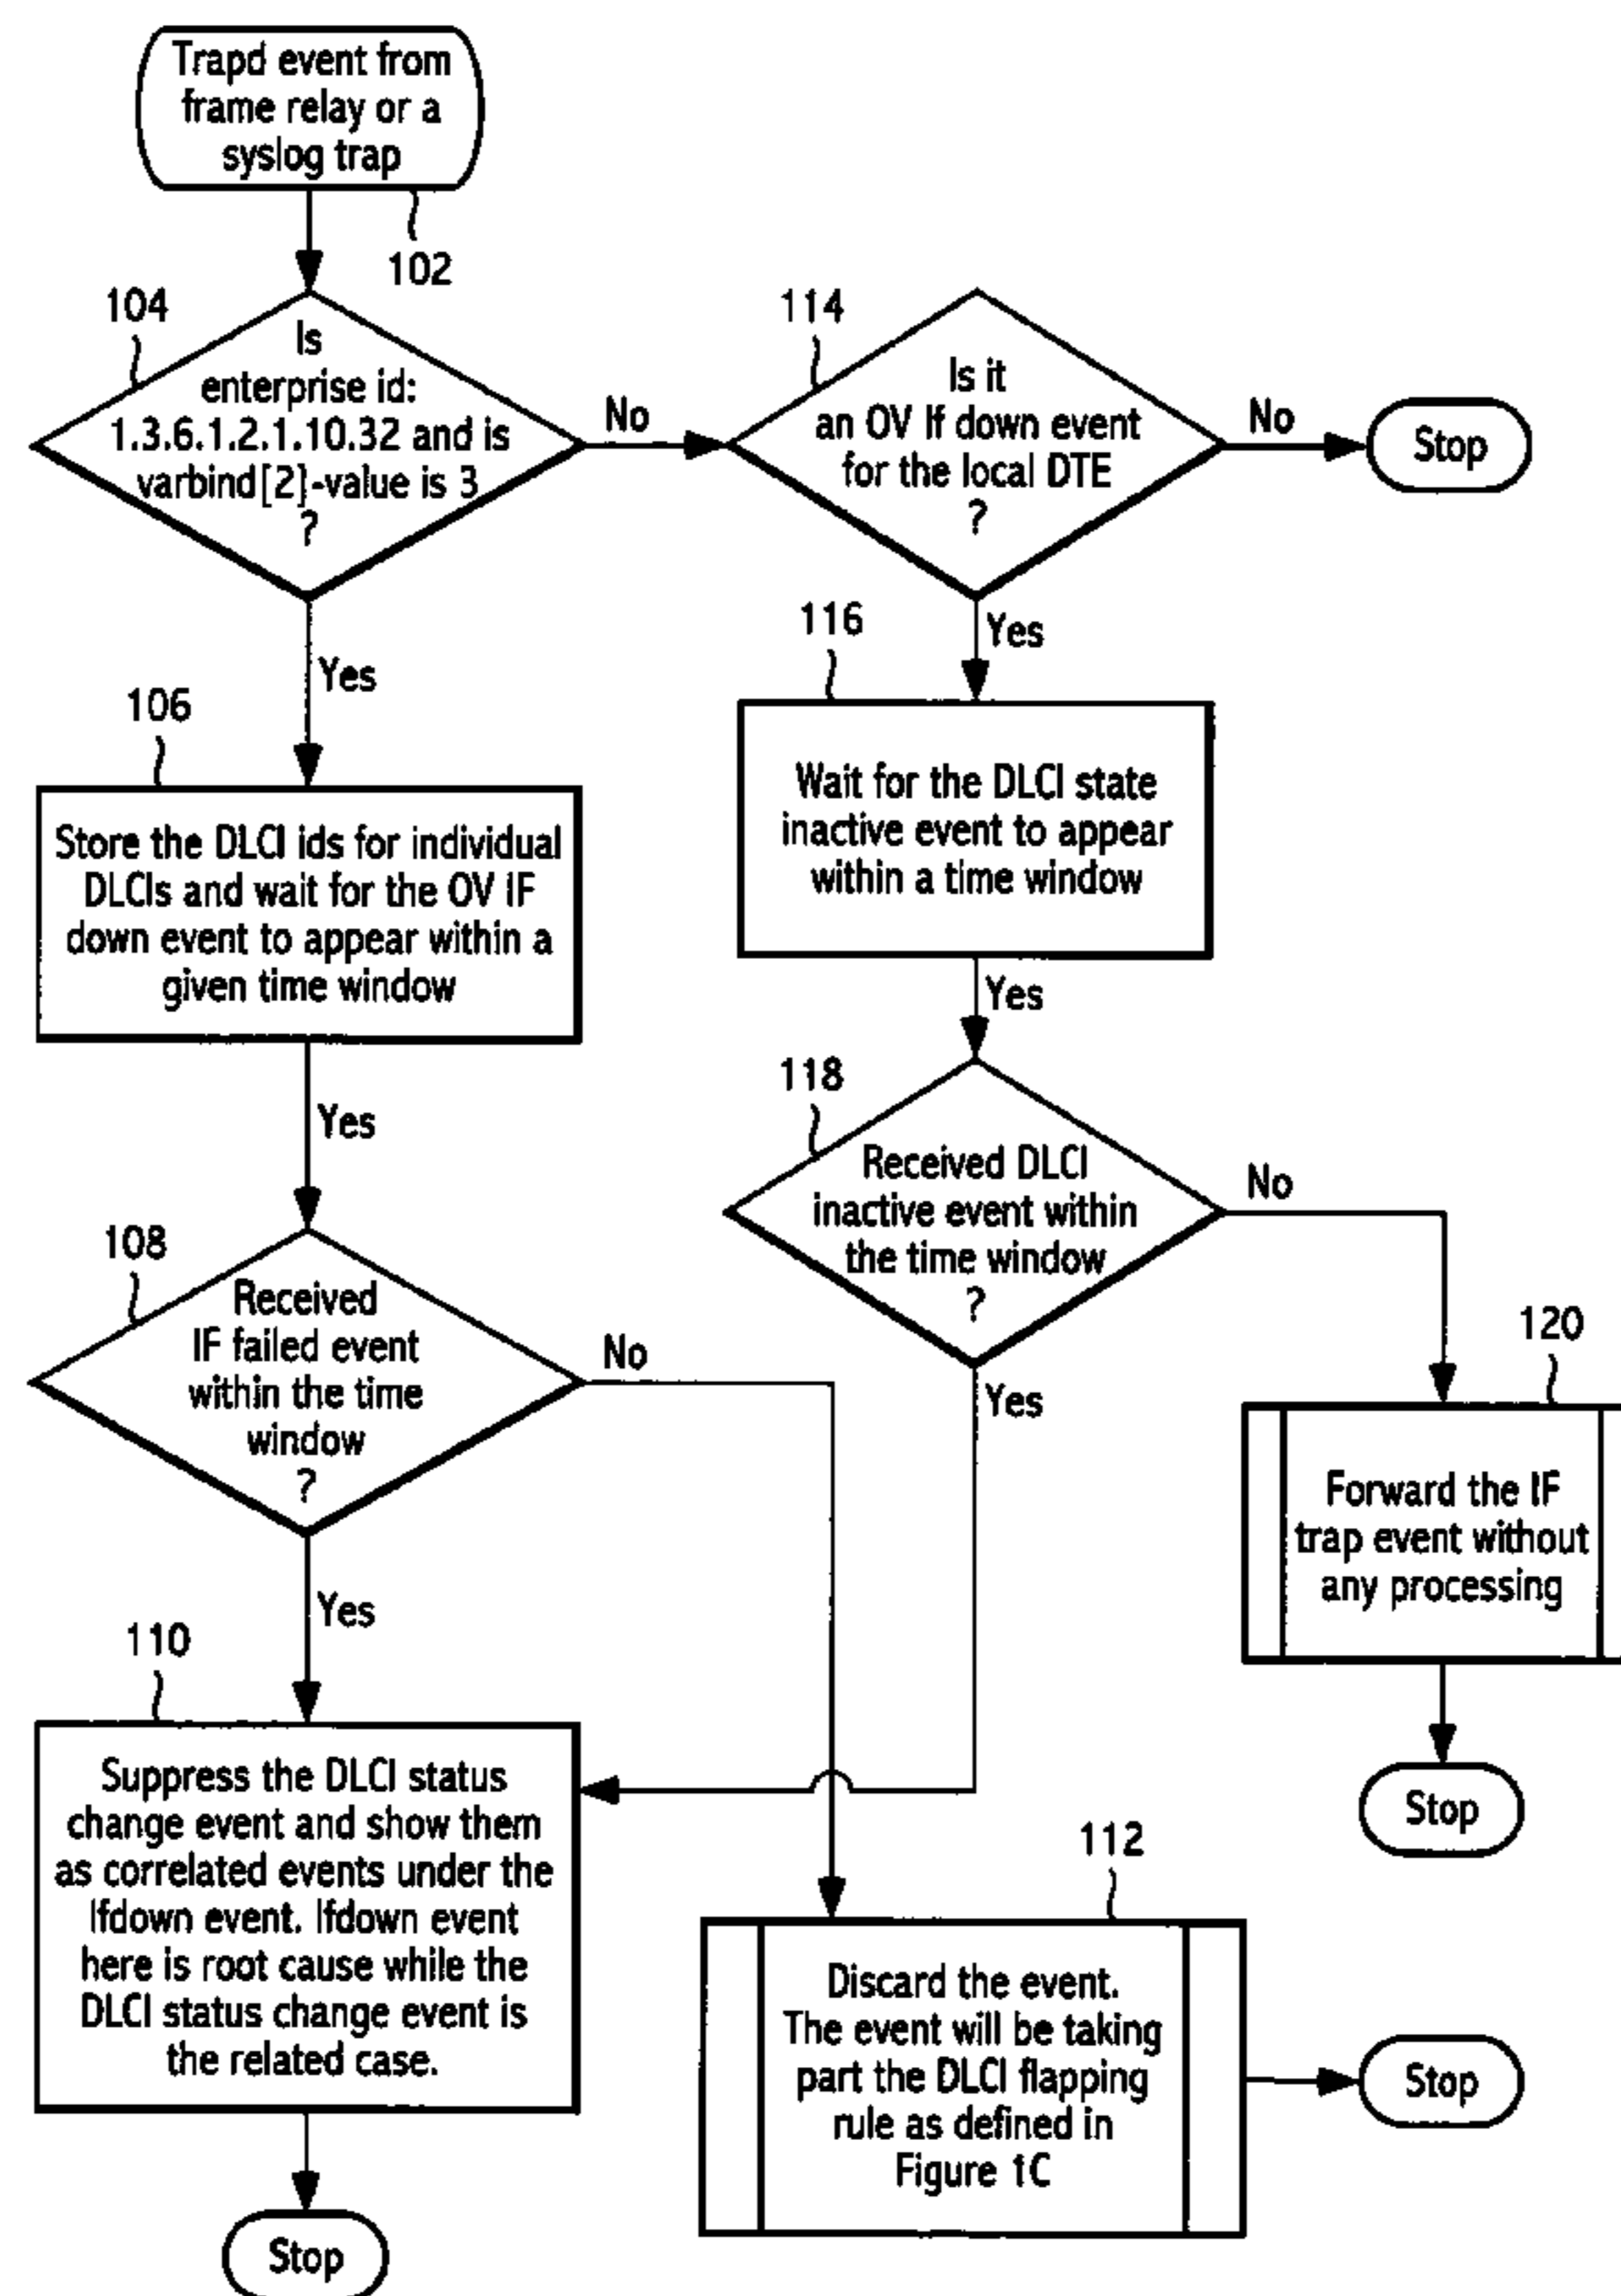 Trapd event from
frame relay or a
syslog trap
102
104
Is
enterprise id:
1.3.6.1.2.1.10.32 and is
varbind[2]-value is 3
?
No
114
Is it
an OV If down event
for the local DTE
?
No
Stop
Yes
116
Yes
106
Wait for the DLCI state
inactive event to appear
within a time window
Store the DLCI ids for individual
DLCIs and wait for the OV IF
down event to appear within a
given time window
Yes
118
Yes
Received DLCI
inactive event within
the time window
?
No
108
Received
IF failed event
within the time
window
?
No
Yes
120
Forward the IF
trap event without
any processing
Yes
110
Suppress the DLCI status
change event and show them
as correlated events under the
Ifdown event. Ifdown event
here is root cause while the
DLCI status change event is
the related case.
Stop
112
Discard the event.
The event will be taking
part the DLCI flapping
rule as defined in
Figure 1C
Stop
Stop